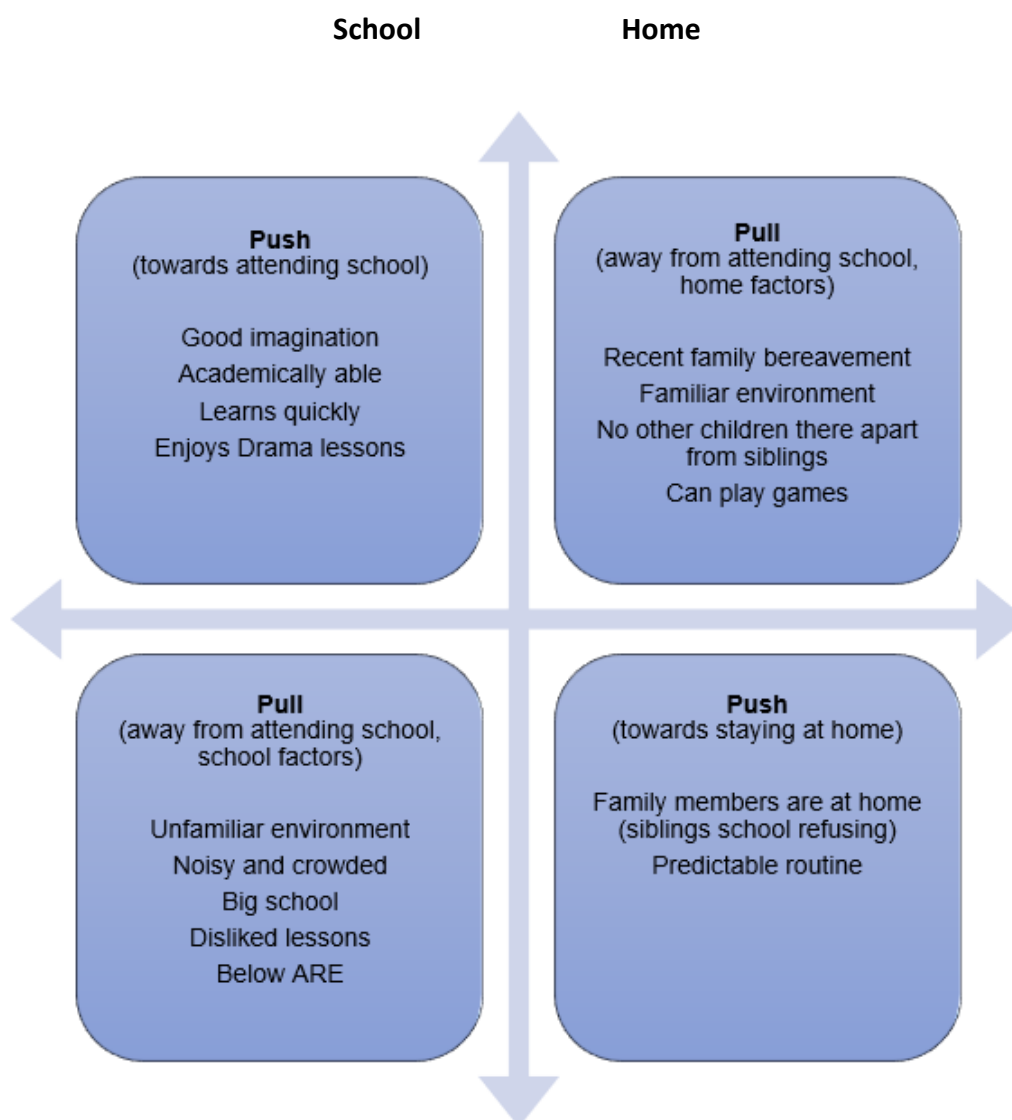 School
Home
Push
(towards attending school)
Good imagination
Academically able
Learns quickly
Enjoys Drama lessons
Pull
(away from attending school,
home factors)
Recent family bereavement
Familiar environment
No other children there apart
from siblings
Can play games
Pull
(away from attending school,
school factors)
Unfamiliar environment
Noisy and crowded
Big school
Disliked lessons
Below ARE
Push
(towards staying at home)
Family members are at home
(siblings school refusing)
Predictable routine